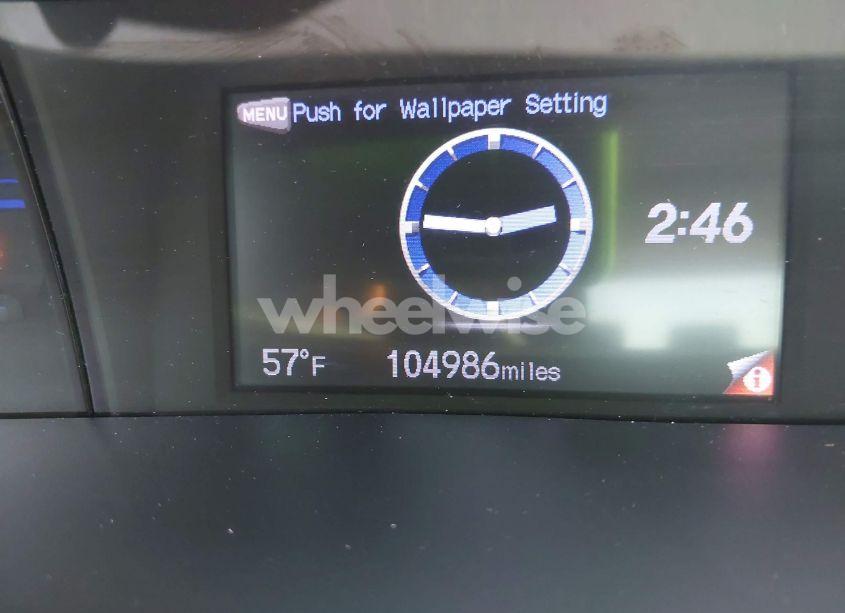 MENU Push for Wallpaper Setting
2:46
wheelwise
57°F 104986miles
i